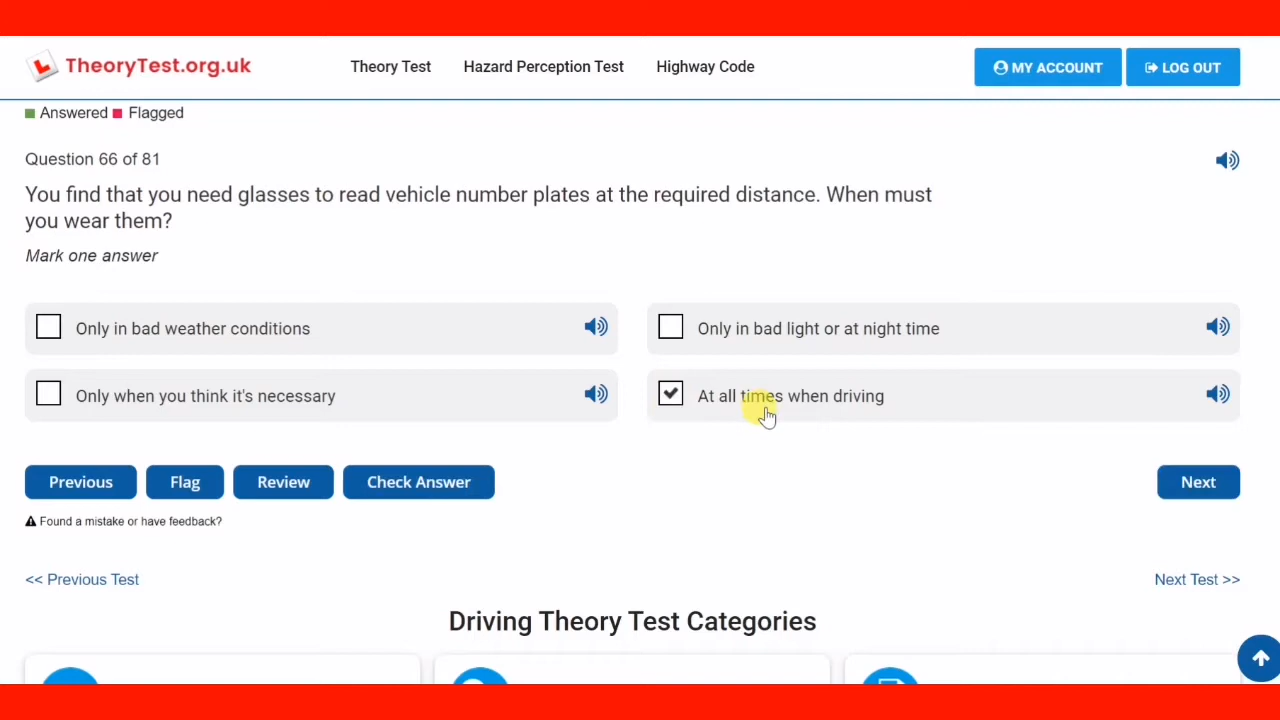 TheoryTest.org.uk
Theory Test
Hazard Perception Test
Highway Code
MY ACCOUNT
LOG OUT
Answered
Flagged
Question 66 of 81
You find that you need glasses to read vehicle number plates at the required distance. When must
you wear them?
Mark one answer
Only in bad weather conditions
Only in bad light or at night time
Only when you think it's necessary
At all times when driving
Previous
Flag
Review
Check Answer
Next
Found a mistake or have feedback?
<< Previous Test
Next Test >>
Driving Theory Test Categories